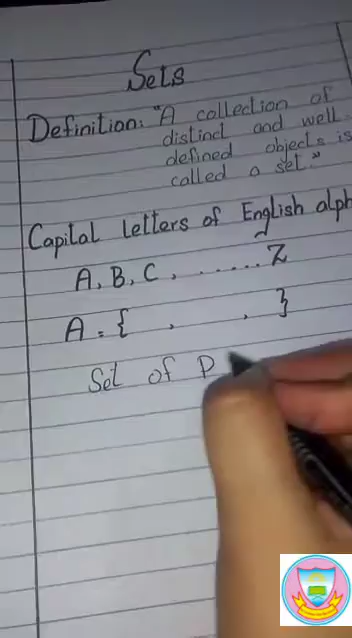 Sets
Definition: "A collection of
distinct and well-
defined objects is
called a set."
Capital letters of English alph
A, B, C, ...... Z
A = { , , }
Set of P